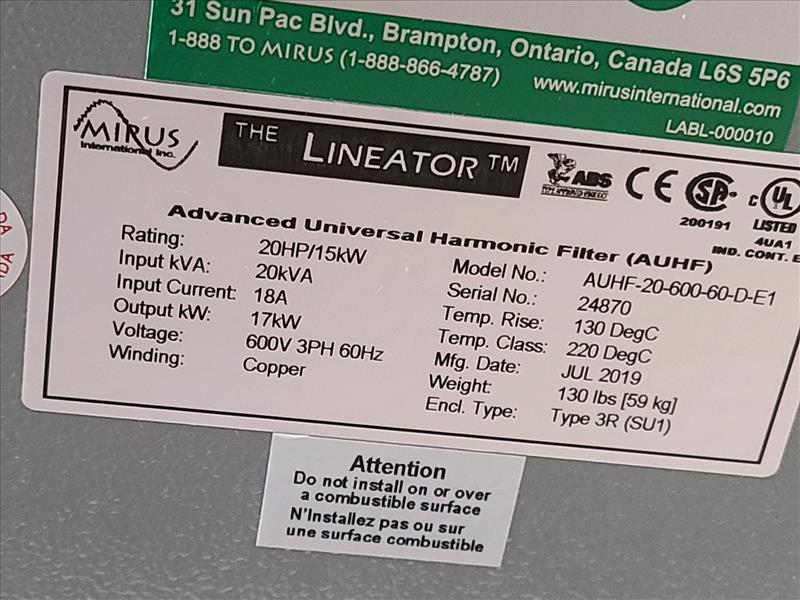 31 Sun Pac Blvd., Brampton, Ontario, Canada L6S 5P6
1-888 TO MIRUS (1-888-866-4787) www.mirusinternational.com
LABL-000010
MIRUS
International Inc.
THE LINEATOR™
ABS
CE
SP
200191
c UL
LISTED
4UA1
IND. CONT. E
Advanced Universal Harmonic Filter (AUHF)
Rating: 20HP/15kW
Input kVA: 20kVA
Input Current: 18A
Output kW: 17kW
Voltage: 600V 3PH 60Hz
Winding: Copper
Model No.: AUHF-20-600-60-D-E1
Serial No.: 24870
Temp. Rise: 130 DegC
Temp. Class: 220 DegC
Mfg. Date: JUL 2019
Weight: 130 lbs [59 kg]
Encl. Type: Type 3R (SU1)
Attention
Do not install on or over
a combustible surface
N'Installez pas ou sur
une surface combustible